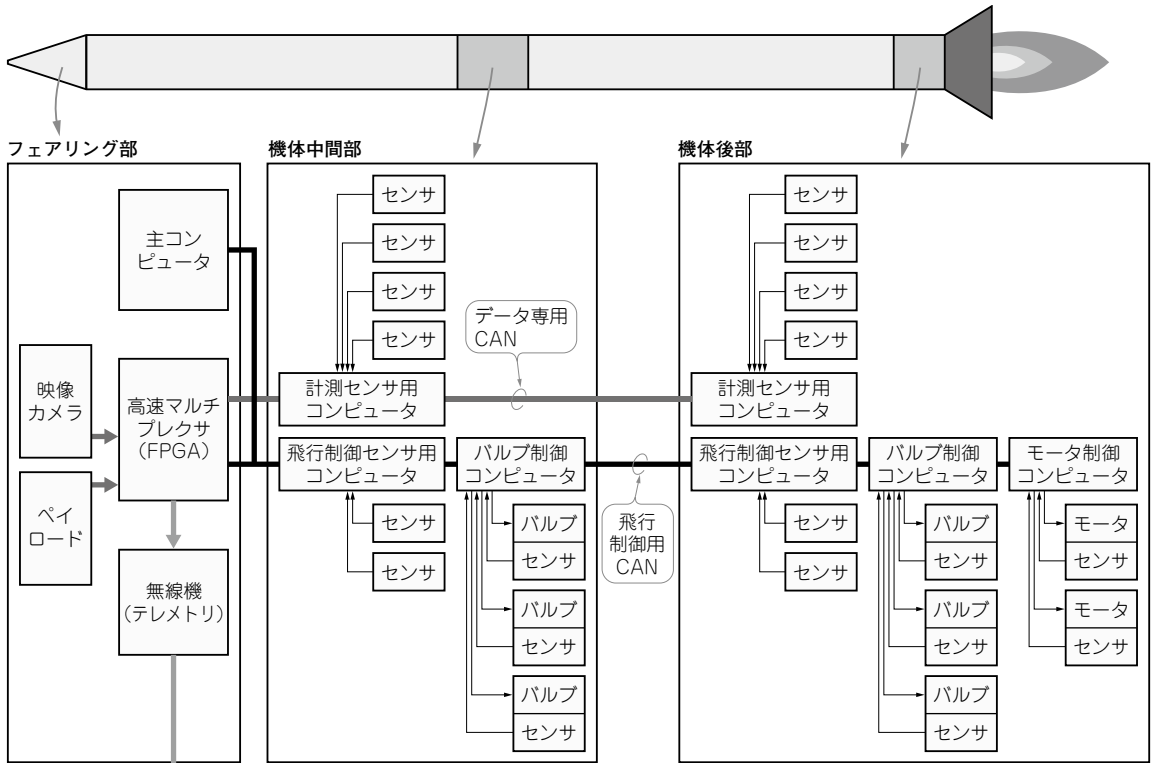 フェアリング部
主コン
ピュータ
映像
カメラ
高速マルチ
プレクサ
(FPGA)
ペイ
ロード
無線機
(テレメトリ)
機体中間部
センサ
センサ
センサ
センサ
計測センサ用
コンピュータ
飛行制御センサ用
コンピュータ
センサ
センサ
バルブ制御
コンピュータ
バルブ
センサ
バルブ
センサ
バルブ
センサ
データ専用
CAN
飛行
制御用
CAN
機体後部
センサ
センサ
センサ
センサ
計測センサ用
コンピュータ
飛行制御センサ用
コンピュータ
センサ
センサ
バルブ制御
コンピュータ
バルブ
センサ
バルブ
センサ
バルブ
センサ
モータ制御
コンピュータ
モータ
センサ
モータ
センサ